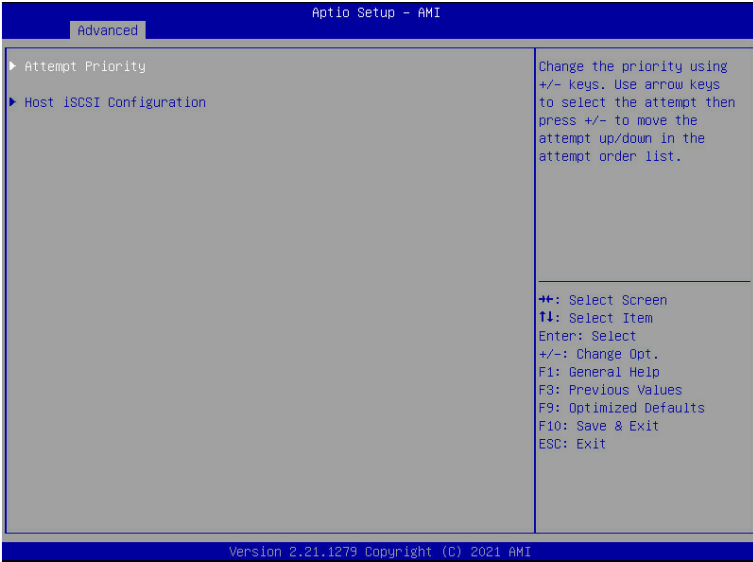 Aptio Setup – AMI
Advanced
▶ Attempt Priority
▶ Host iSCSI Configuration
Change the priority using
+/– keys. Use arrow keys
to select the attempt then
press +/– to move the
attempt up/down in the
attempt order list.
→←: Select Screen
↑↓: Select Item
Enter: Select
+/–: Change Opt.
F1: General Help
F3: Previous Values
F9: Optimized Defaults
F10: Save & Exit
ESC: Exit
Version 2.21.1279 Copyright (C) 2021 AMI